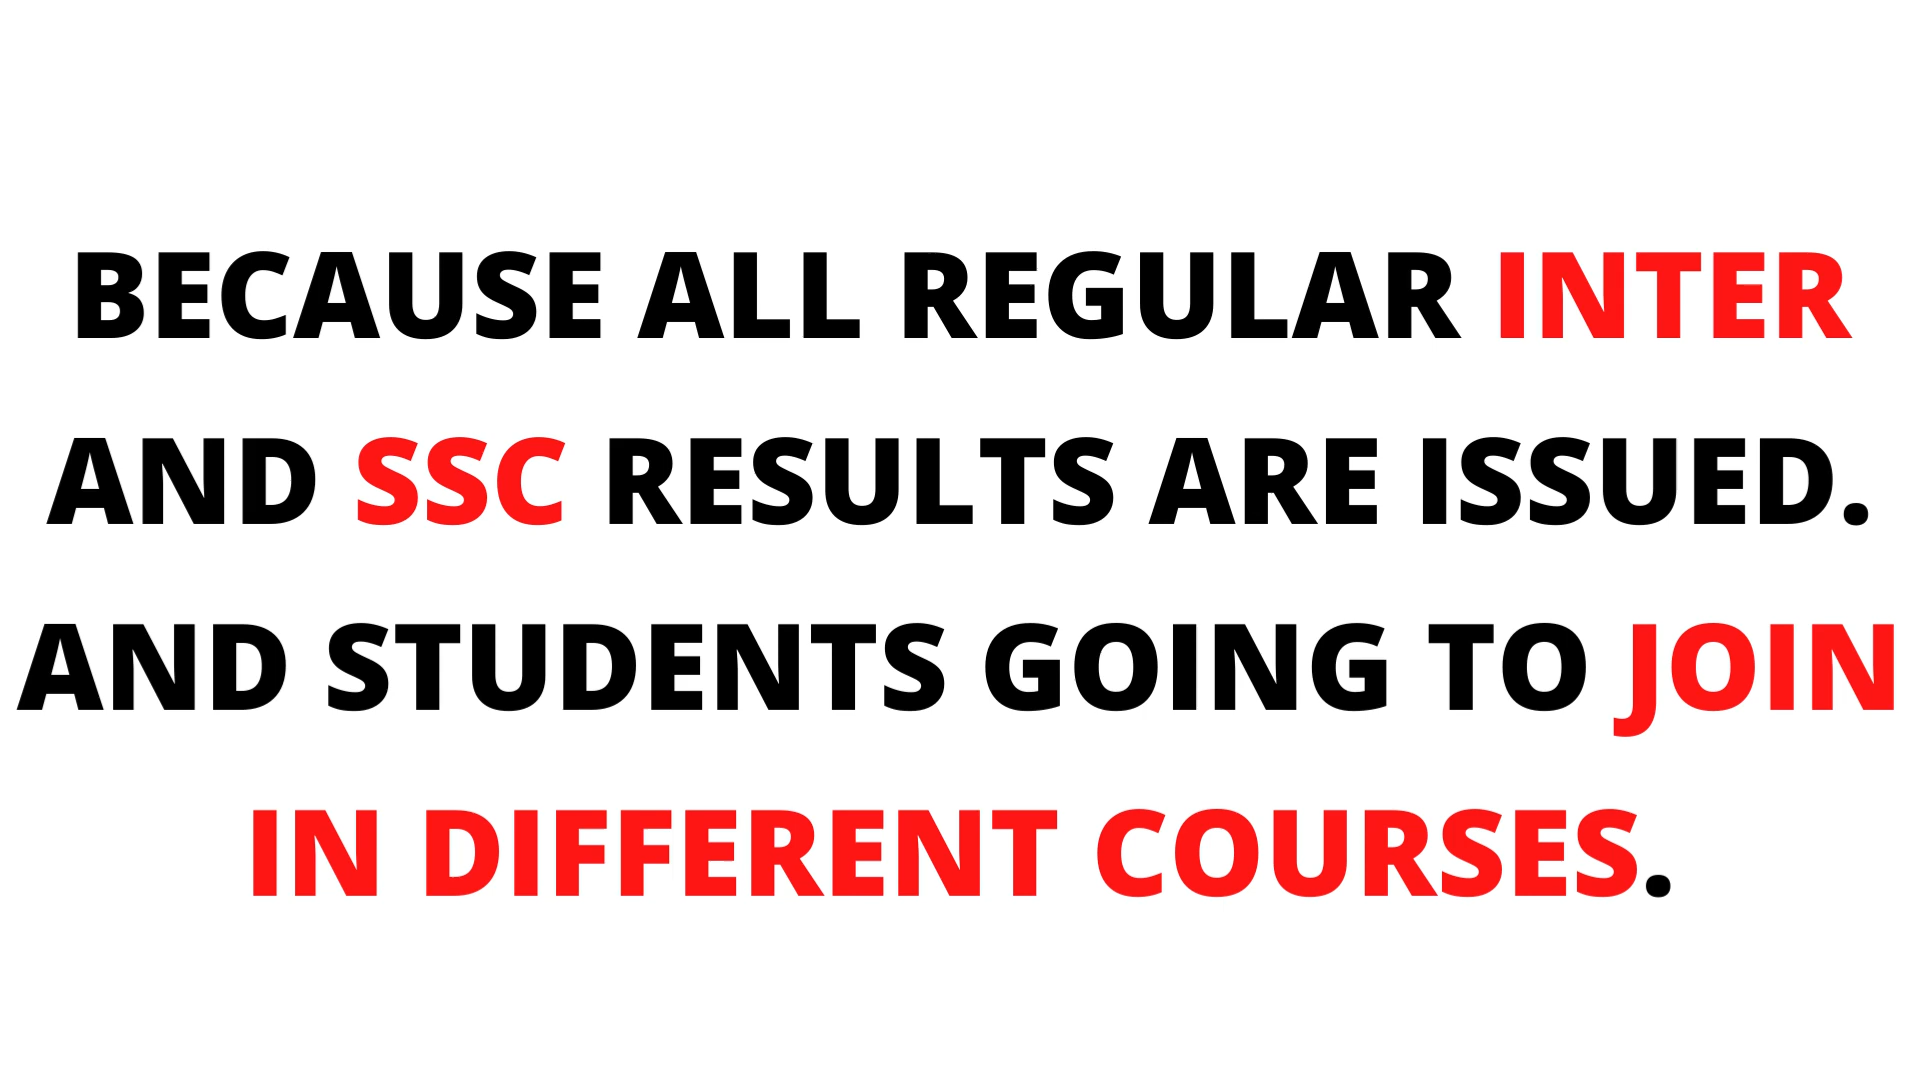 BECAUSE ALL REGULAR INTER
AND SSC RESULTS ARE ISSUED.
AND STUDENTS GOING TO JOIN
IN DIFFERENT COURSES.